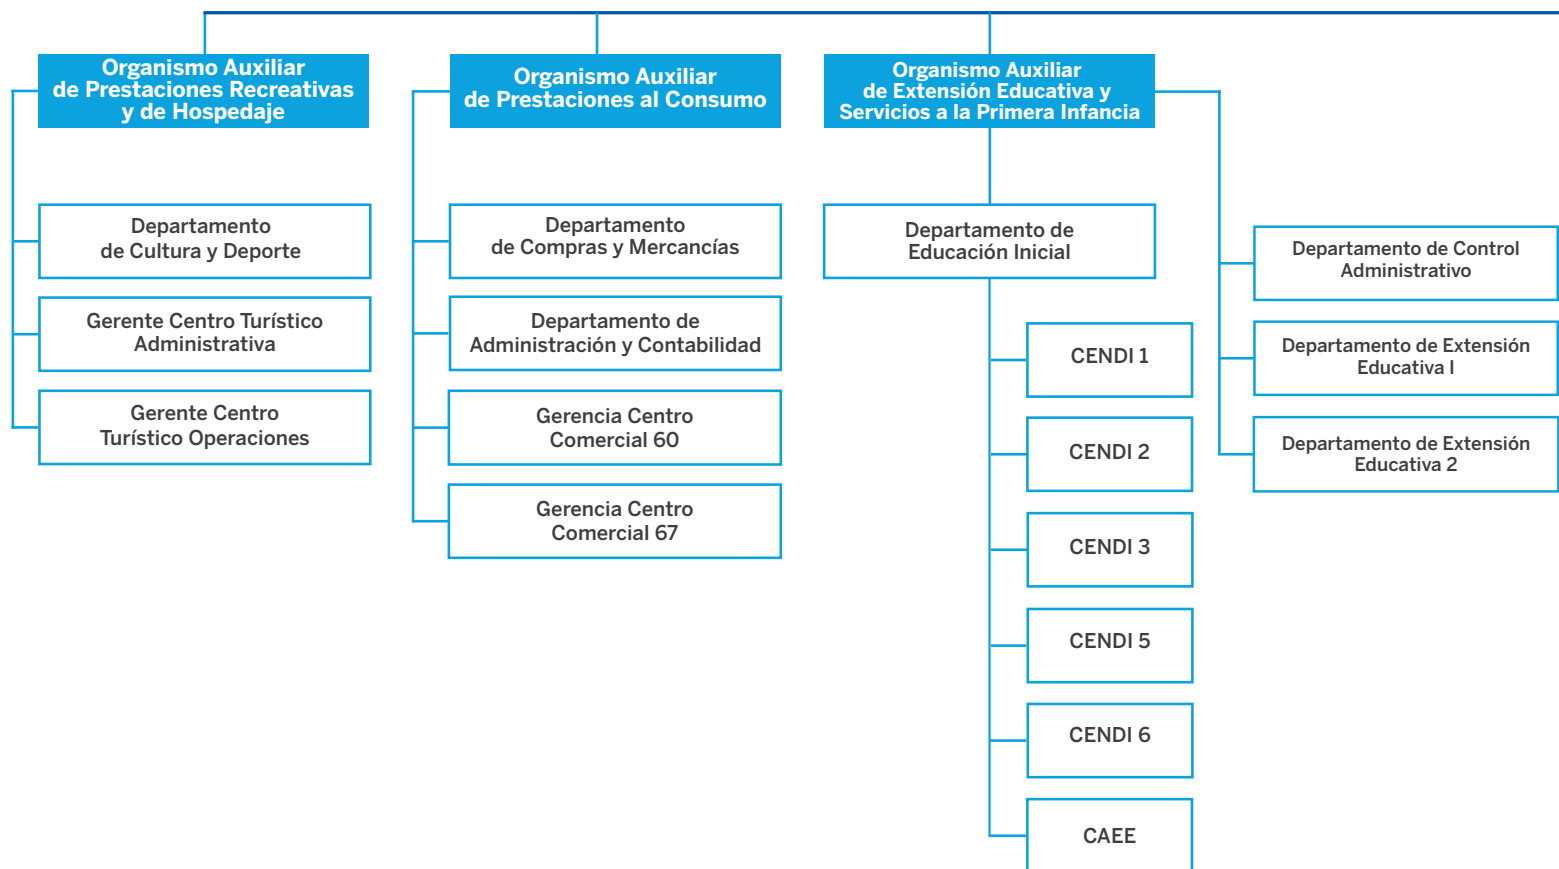 Organismo Auxiliar
de Prestaciones Recreativas
y de Hospedaje
Departamento
de Cultura y Deporte
Gerente Centro Turístico
Administrativa
Gerente Centro
Turístico Operaciones
Organismo Auxiliar
de Prestaciones al Consumo
Departamento
de Compras y Mercancías
Departamento de
Administración y Contabilidad
Gerencia Centro
Comercial 60
Gerencia Centro
Comercial 67
Organismo Auxiliar
de Extensión Educativa y
Servicios a la Primera Infancia
Departamento de
Educación Inicial
CENDI 1
CENDI 2
CENDI 3
CENDI 5
CENDI 6
CAEE
Departamento de Control
Administrativo
Departamento de Extensión
Educativa I
Departamento de Extensión
Educativa 2